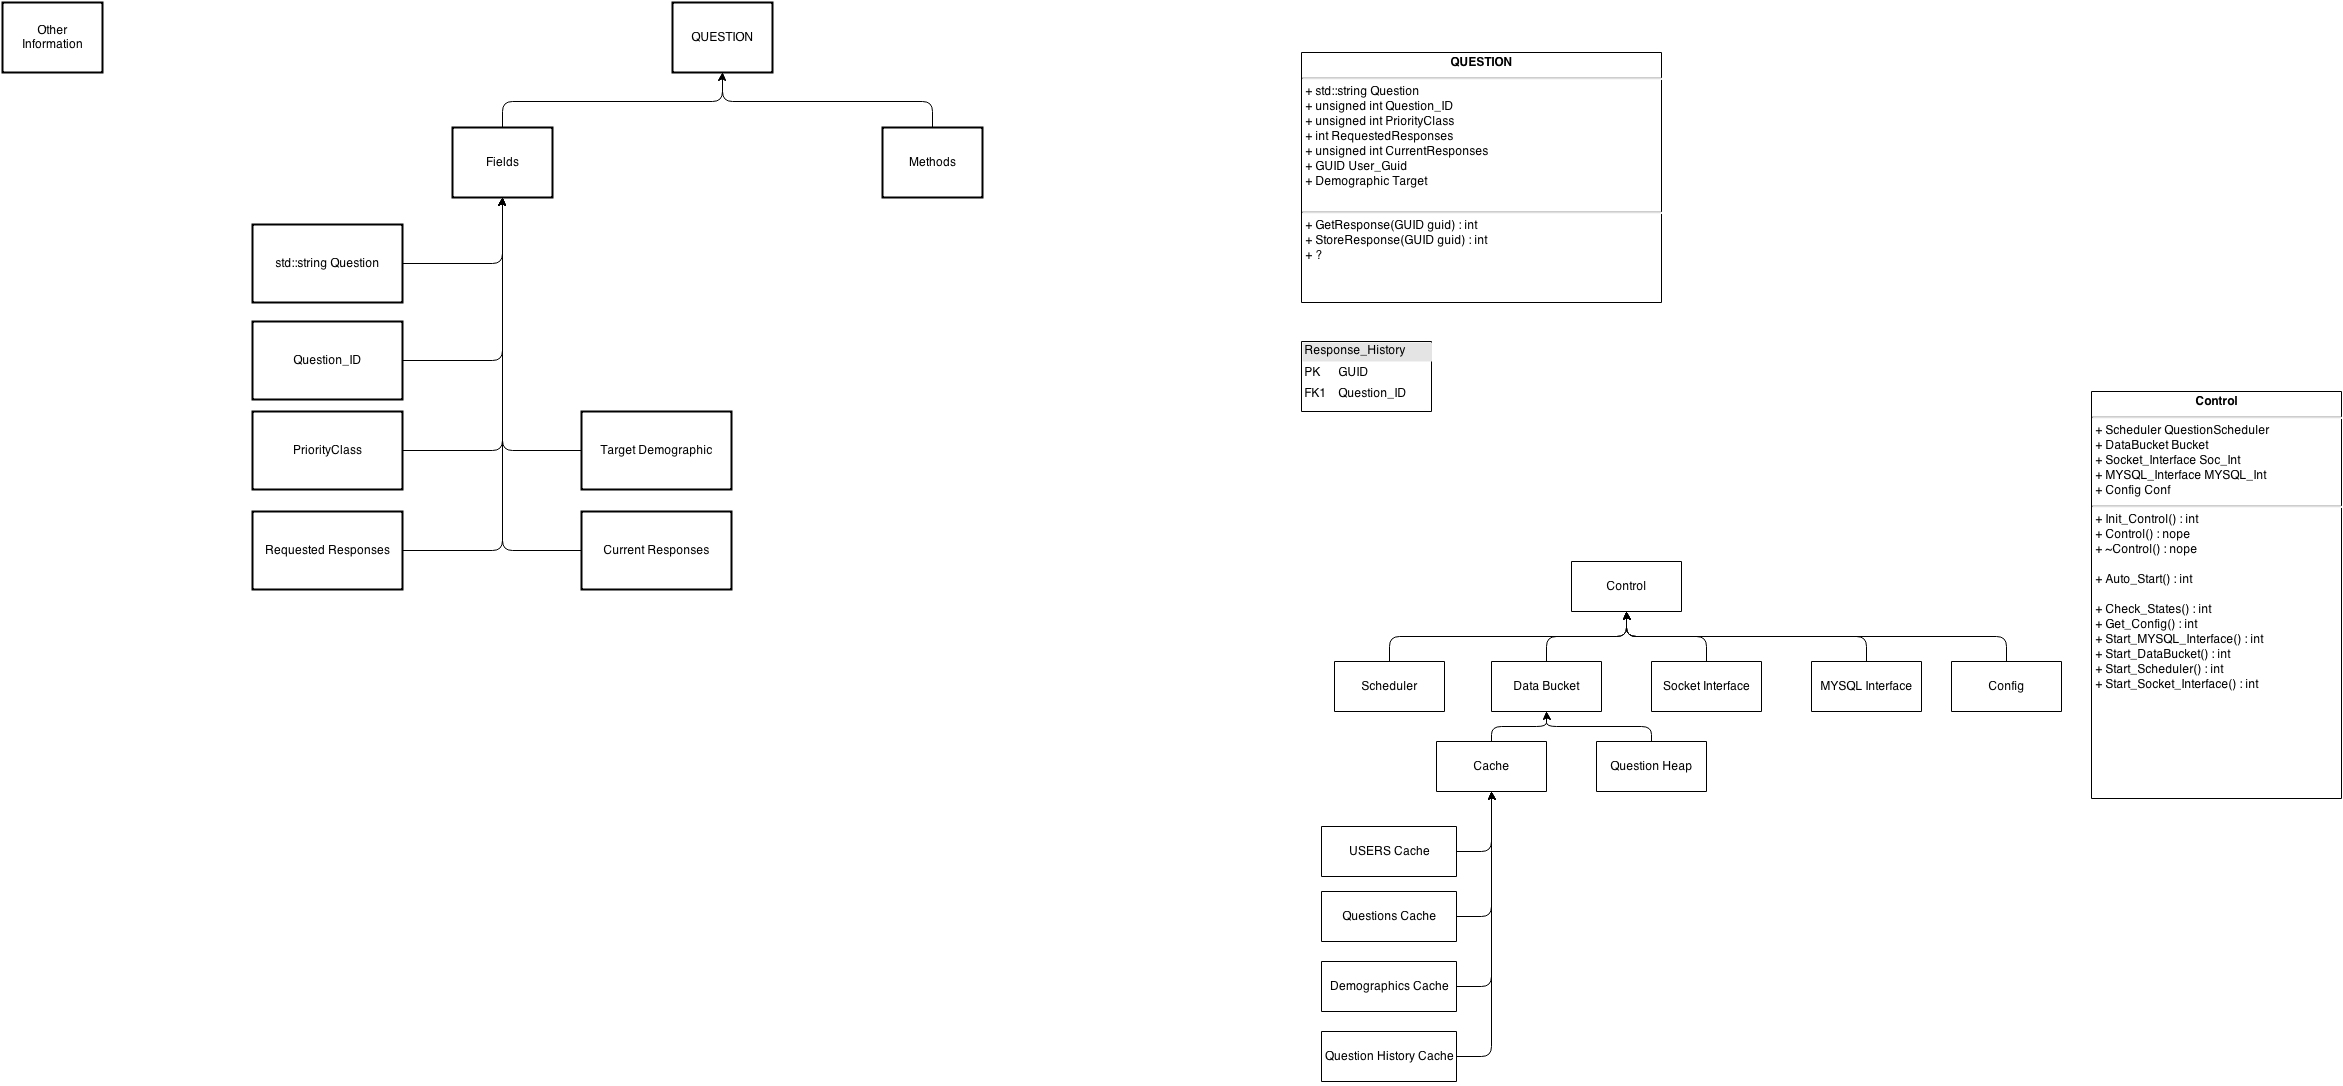 Other
Information
QUESTION
Fields
Methods
std::string Question
Question_ID
PriorityClass
Target Demographic
Requested Responses
Current Responses
QUESTION
+ std::string Question
+ unsigned int Question_ID
+ unsigned int PriorityClass
+ int RequestedResponses
+ unsigned int CurrentResponses
+ GUID User_Guid
+ Demographic Target
+ GetResponse(GUID guid) : int
+ StoreResponse(GUID guid) : int
+ ?
Response_History
PK GUID
FK1 Question_ID
Control
+ Scheduler QuestionScheduler
+ DataBucket Bucket
+ Socket_Interface Soc_Int
+ MYSQL_Interface MYSQL_Int
+ Config Conf
+ Init_Control() : int
+ Control() : nope
+ ~Control() : nope
+ Auto_Start() : int
+ Check_States() : int
+ Get_Config() : int
+ Start_MYSQL_Interface() : int
+ Start_DataBucket() : int
+ Start_Scheduler() : int
+ Start_Socket_Interface() : int
Control
Scheduler
Data Bucket
Socket Interface
MYSQL Interface
Config
Cache
Question Heap
USERS Cache
Questions Cache
Demographics Cache
Question History Cache